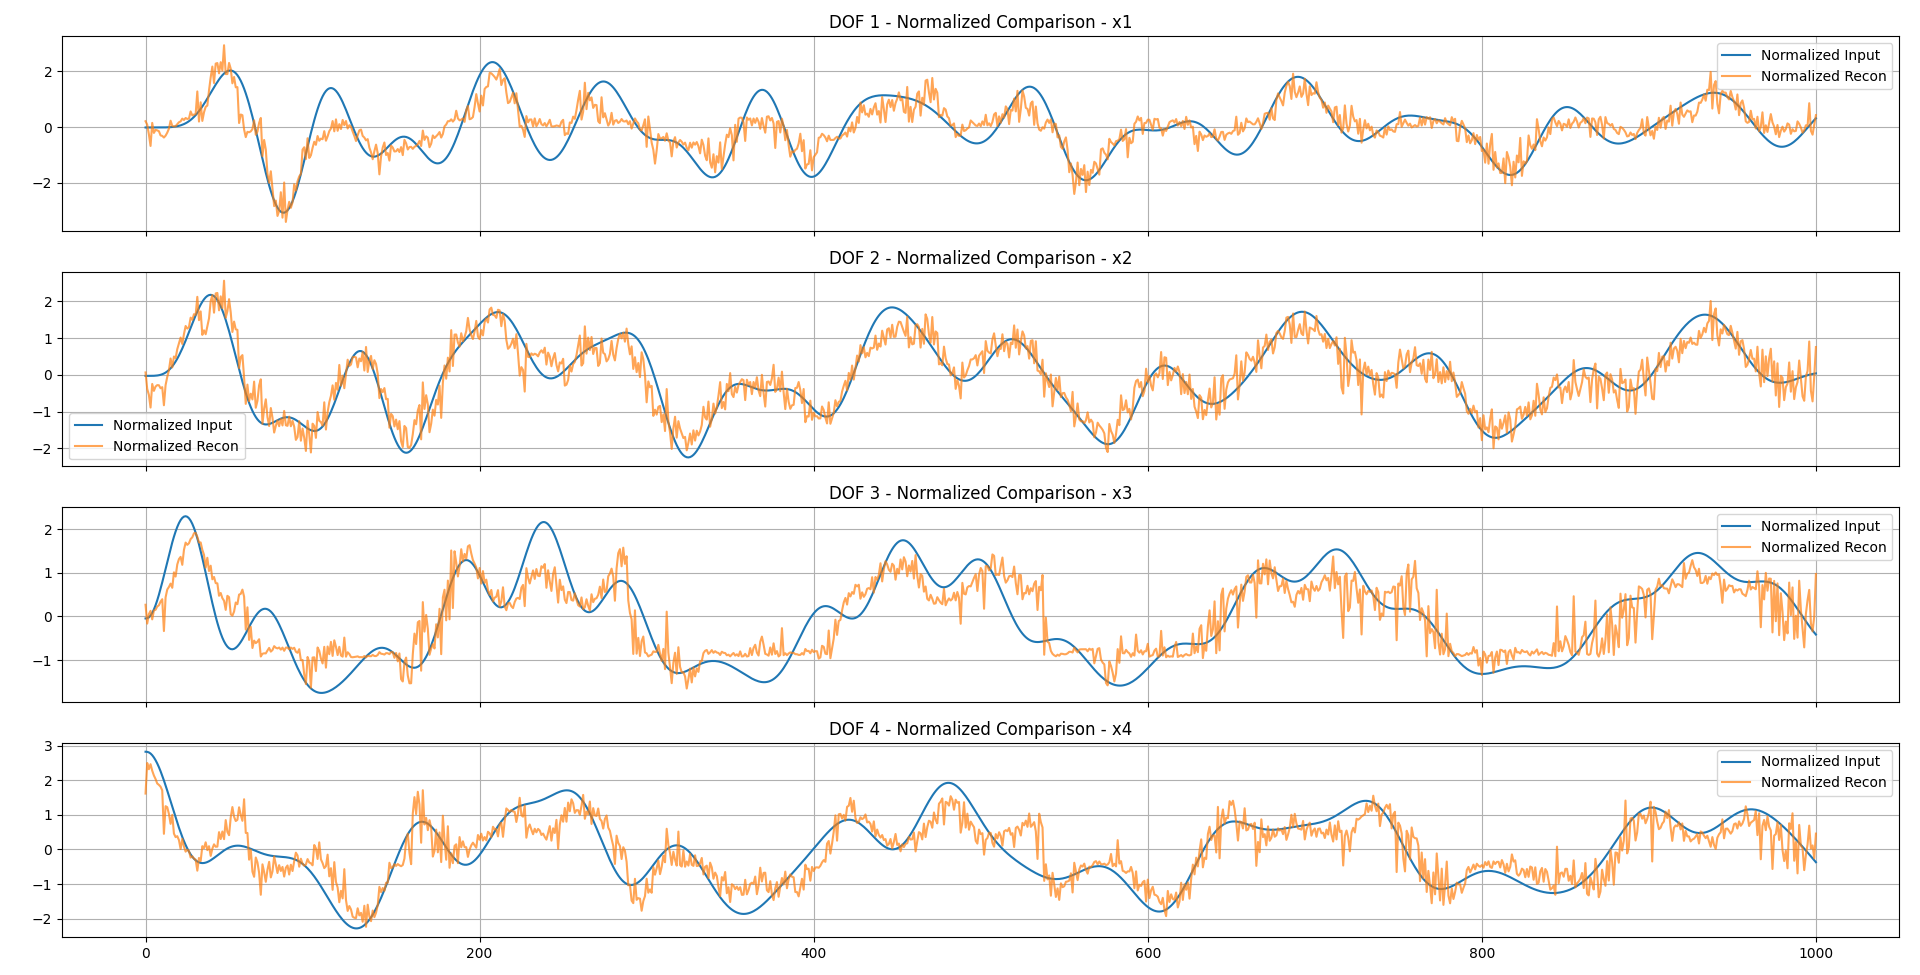 DOF 1 - Normalized Comparison - x1
2
0
−2
Normalized Input
Normalized Recon
DOF 2 - Normalized Comparison - x2
2
1
0
−1
−2
Normalized Input
Normalized Recon
DOF 3 - Normalized Comparison - x3
2
1
0
−1
Normalized Input
Normalized Recon
DOF 4 - Normalized Comparison - x4
3
2
1
0
−1
−2
Normalized Input
Normalized Recon
0 200 400 600 800 1000